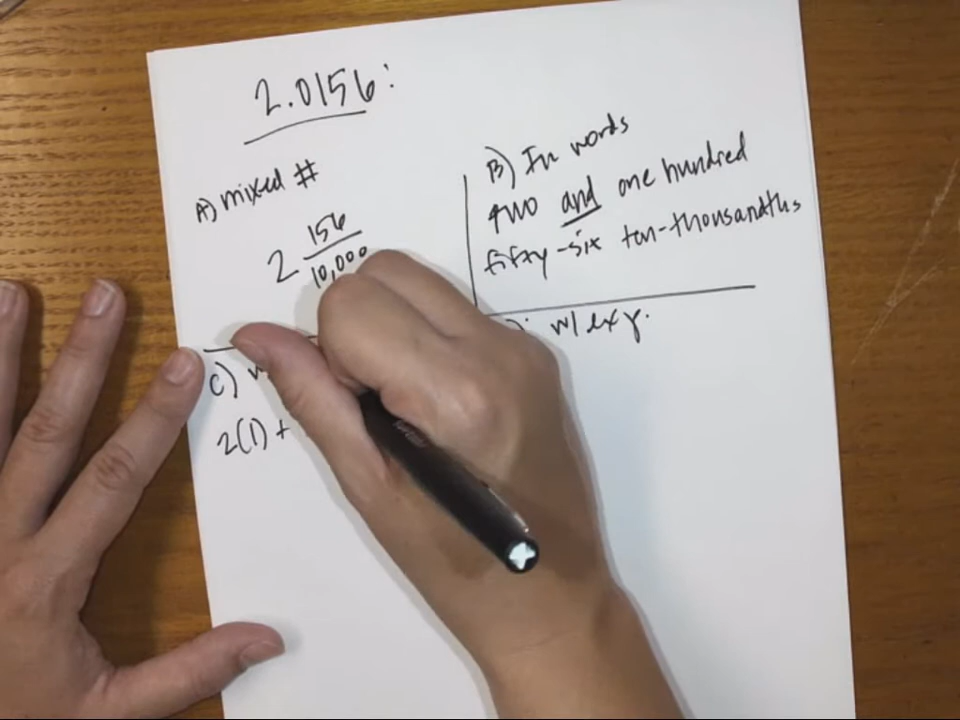 2.0156:
A) mixed #
2 156/10,000
B) In words
two and one hundred
fifty-six ten-thousandths
C)
2(1) +
w/ exp.